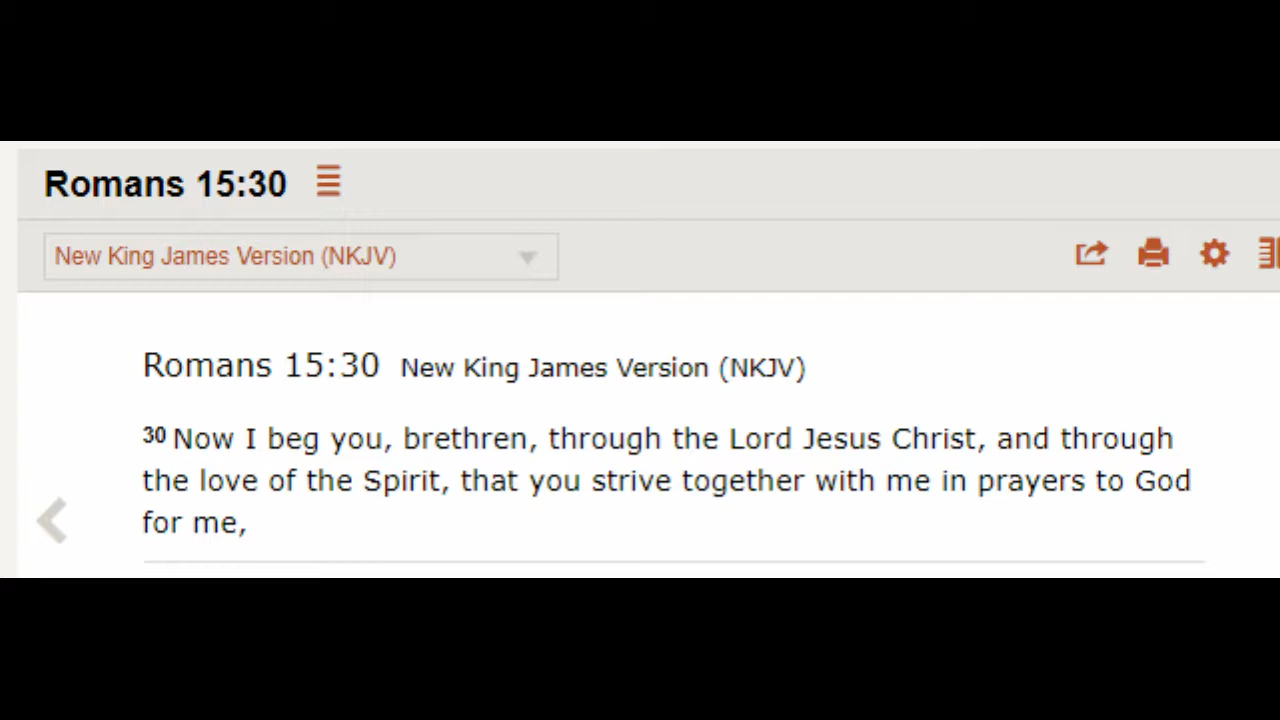 Romans 15:30
New King James Version (NKJV)
Romans 15:30 New King James Version (NKJV)
30 Now I beg you, brethren, through the Lord Jesus Christ, and through
the love of the Spirit, that you strive together with me in prayers to God
for me,